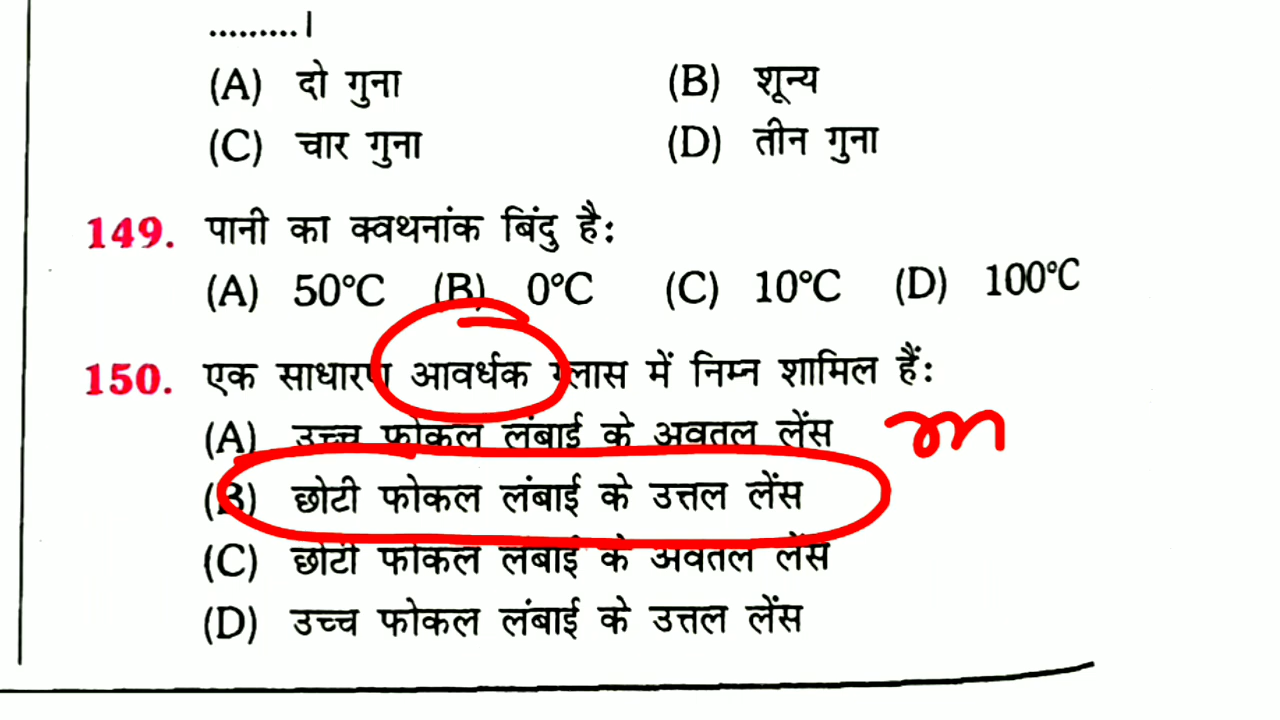 .........।
(A) दो गुना (B) शून्य
(C) चार गुना (D) तीन गुना
149. पानी का क्वथनांक बिंदु है:
(A) 50°C (B) 0°C (C) 10°C (D) 100°C
150. एक साधारण आवर्धक ग्लास में निम्न शामिल हैं:
(A) उच्च फोकल लंबाई के अवतल लेंस
(B) छोटी फोकल लंबाई के उत्तल लेंस
(C) छोटी फोकल लंबाई के अवतल लेंस
(D) उच्च फोकल लंबाई के उत्तल लेंस